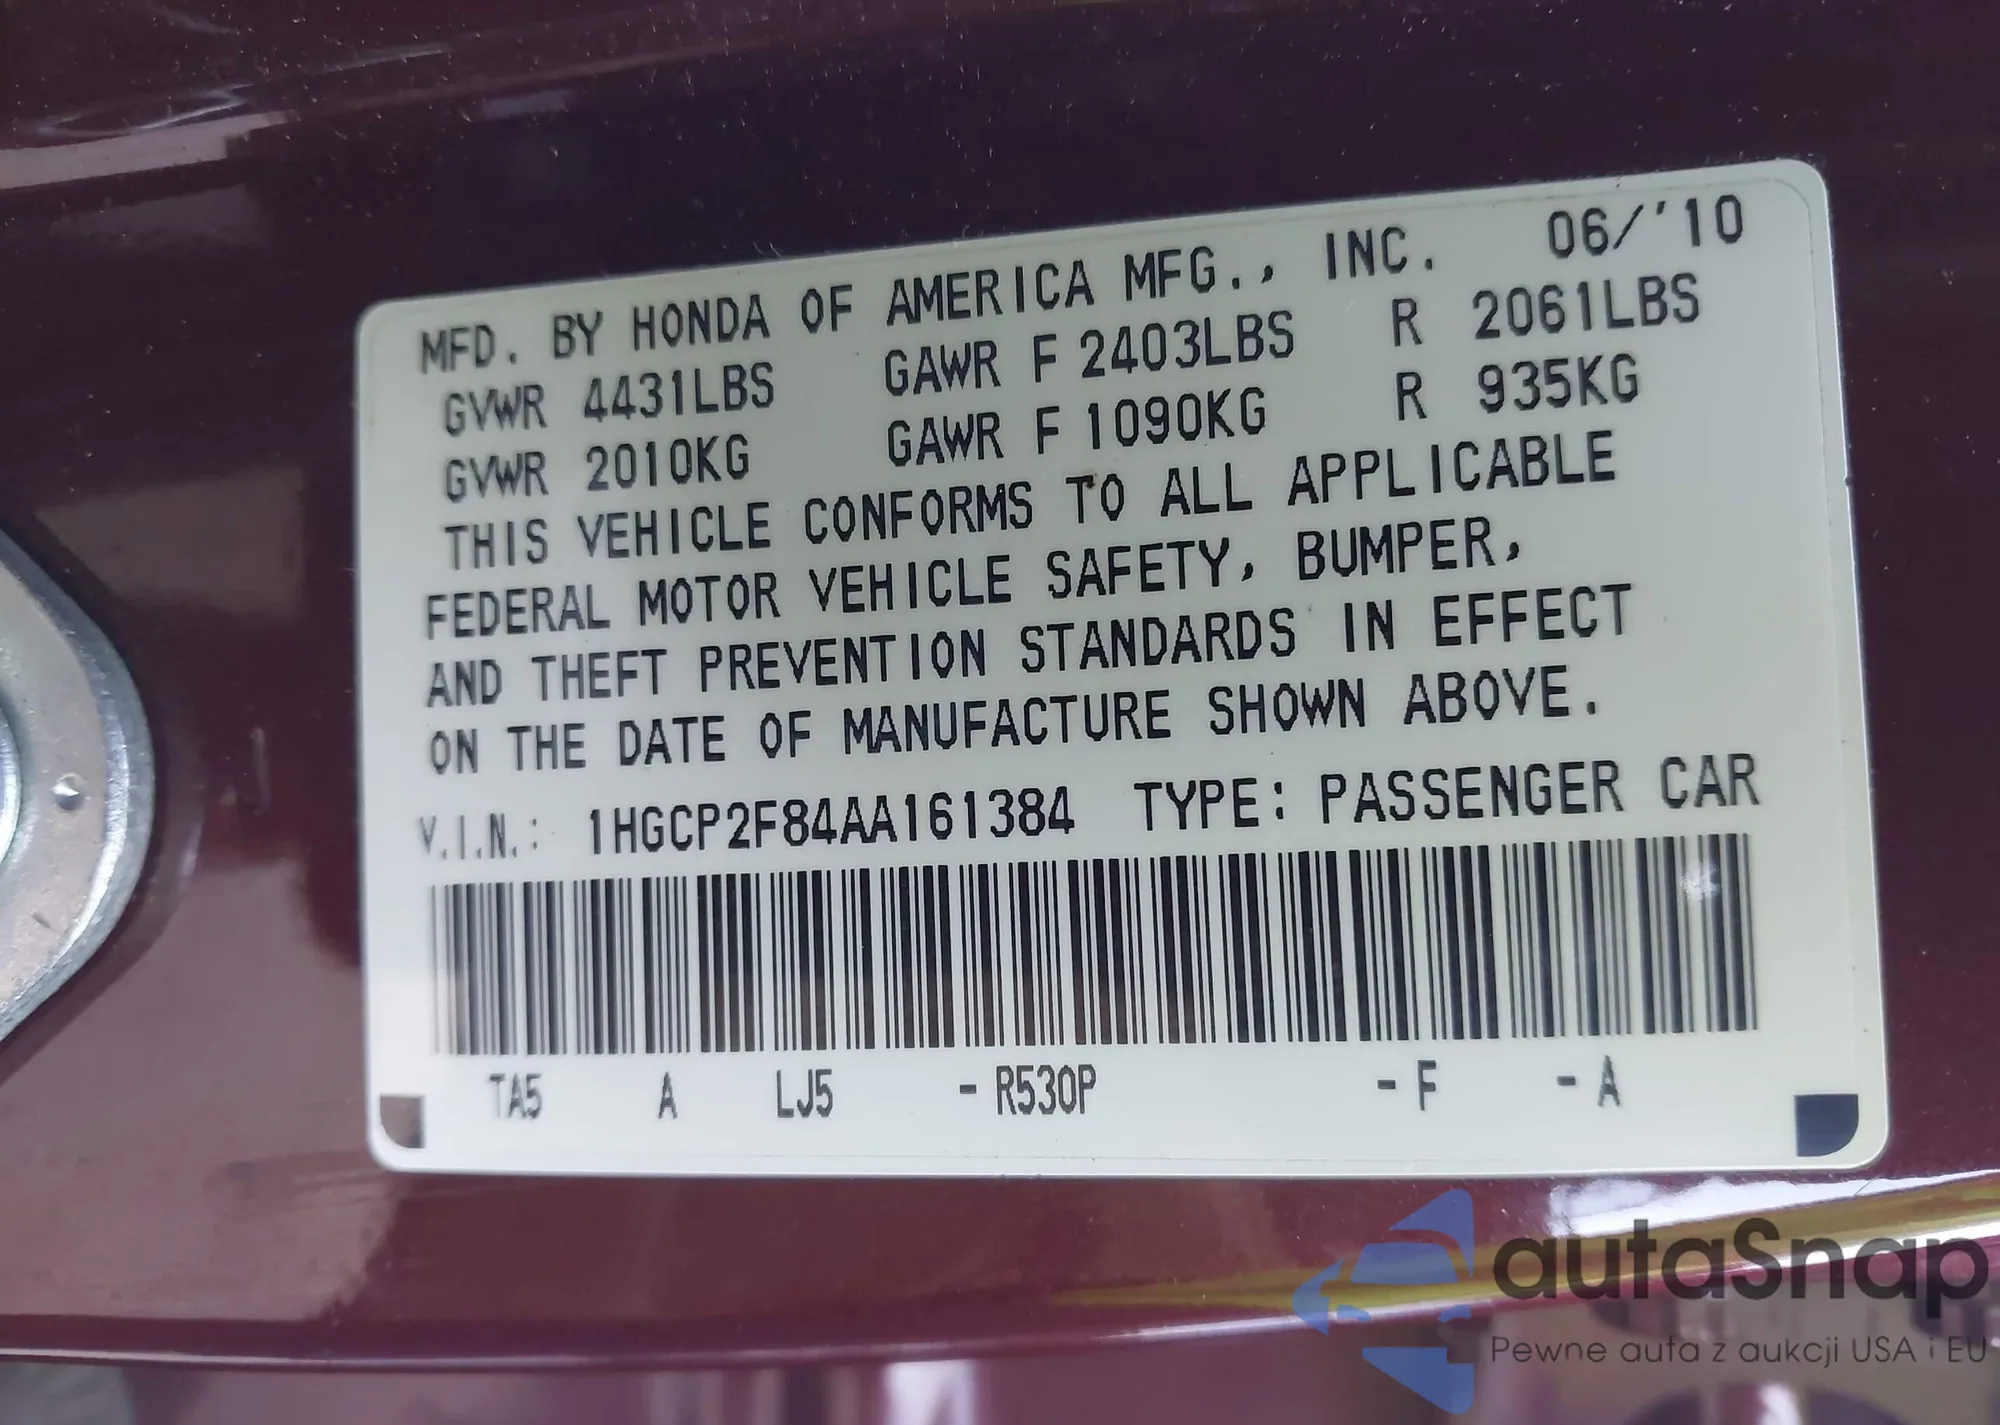 MFD. BY HONDA OF AMERICA MFG., INC. 06/'10
GVWR 4431LBS GAWR F 2403LBS R 2061LBS
GVWR 2010KG GAWR F 1090KG R 935KG
THIS VEHICLE CONFORMS TO ALL APPLICABLE
FEDERAL MOTOR VEHICLE SAFETY, BUMPER,
AND THEFT PREVENTION STANDARDS IN EFFECT
ON THE DATE OF MANUFACTURE SHOWN ABOVE.
V.I.N.: 1HGCP2F84AA161384 TYPE: PASSENGER CAR
TA5 A LJ5 - R530P - F - A
autaSnap
Pewne auta z aukcji USA i EU